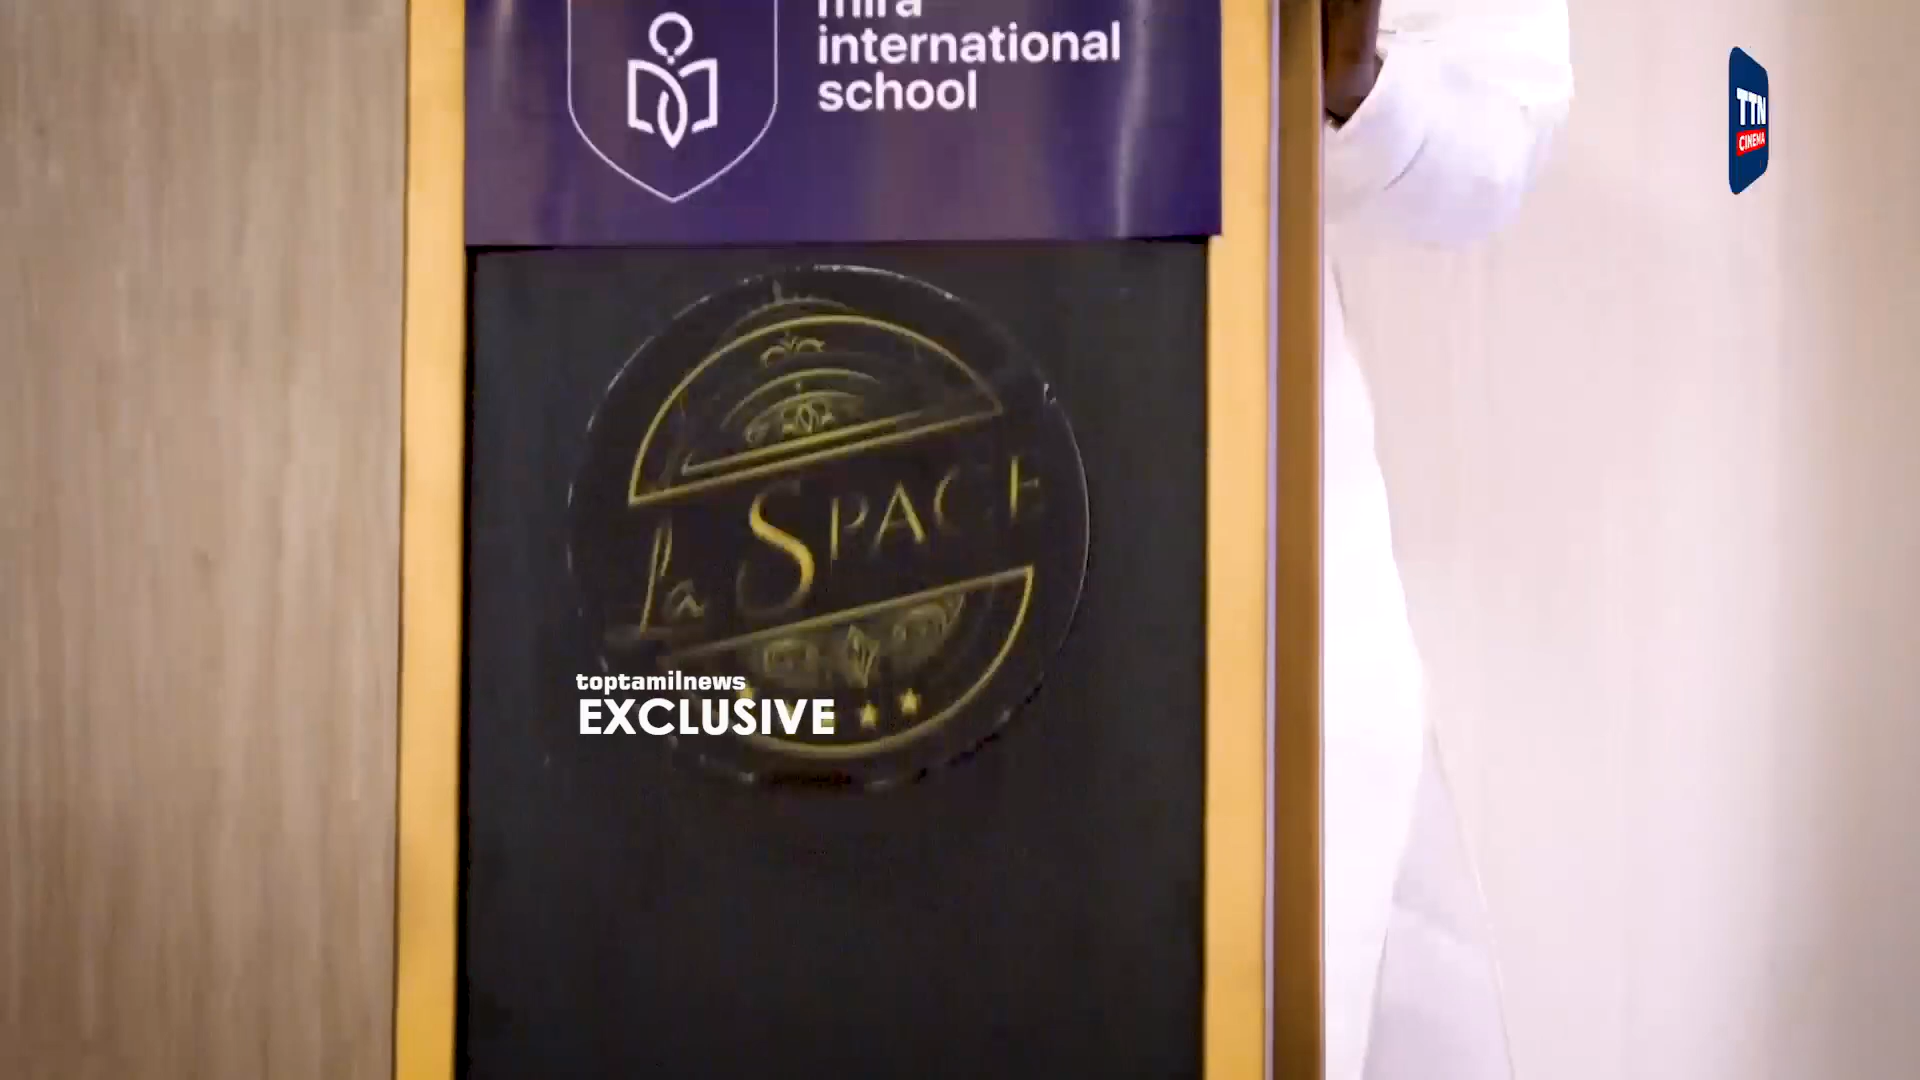 mira
international
school
TTN
CINEMA
La SPACE
toptamilnews
EXCLUSIVE